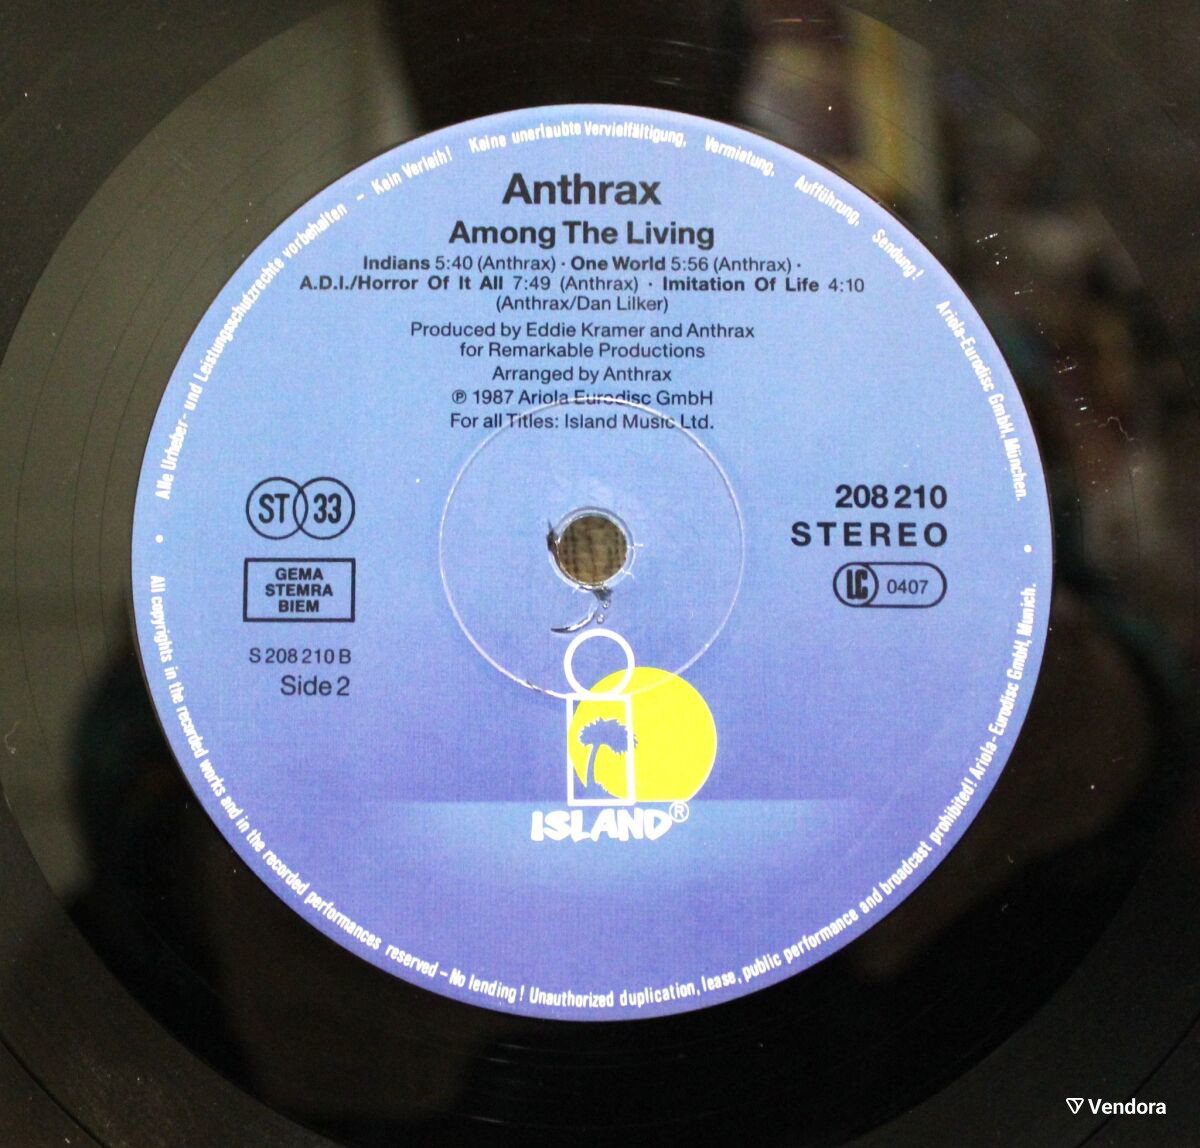 Alle Urheber- und Leistungsschutzrechte vorbehalten – Kein Verleih! Keine unerlaubte Vervielfältigung, Vermietung, Aufführung, Sendung! Ariola-Eurodisc GmbH, München.
Anthrax
Among The Living
Indians 5:40 (Anthrax) · One World 5:56 (Anthrax) ·
A.D.I./Horror Of It All 7:49 (Anthrax) · Imitation Of Life 4:10
(Anthrax/Dan Lilker)
Produced by Eddie Kramer and Anthrax
for Remarkable Productions
Arranged by Anthrax
℗ 1987 Ariola Eurodisc GmbH
For all Titles: Island Music Ltd.
ST 33
GEMA
STEMRA
BIEM
S 208 210 B
Side 2
208 210
STEREO
LC 0407
ISLAND®
All copyrights in the recorded works and in the recorded performances reserved – No lending! Unauthorized duplication, lease, public performance and broadcast prohibited! Ariola-Eurodisc GmbH, Munich.
Vendora